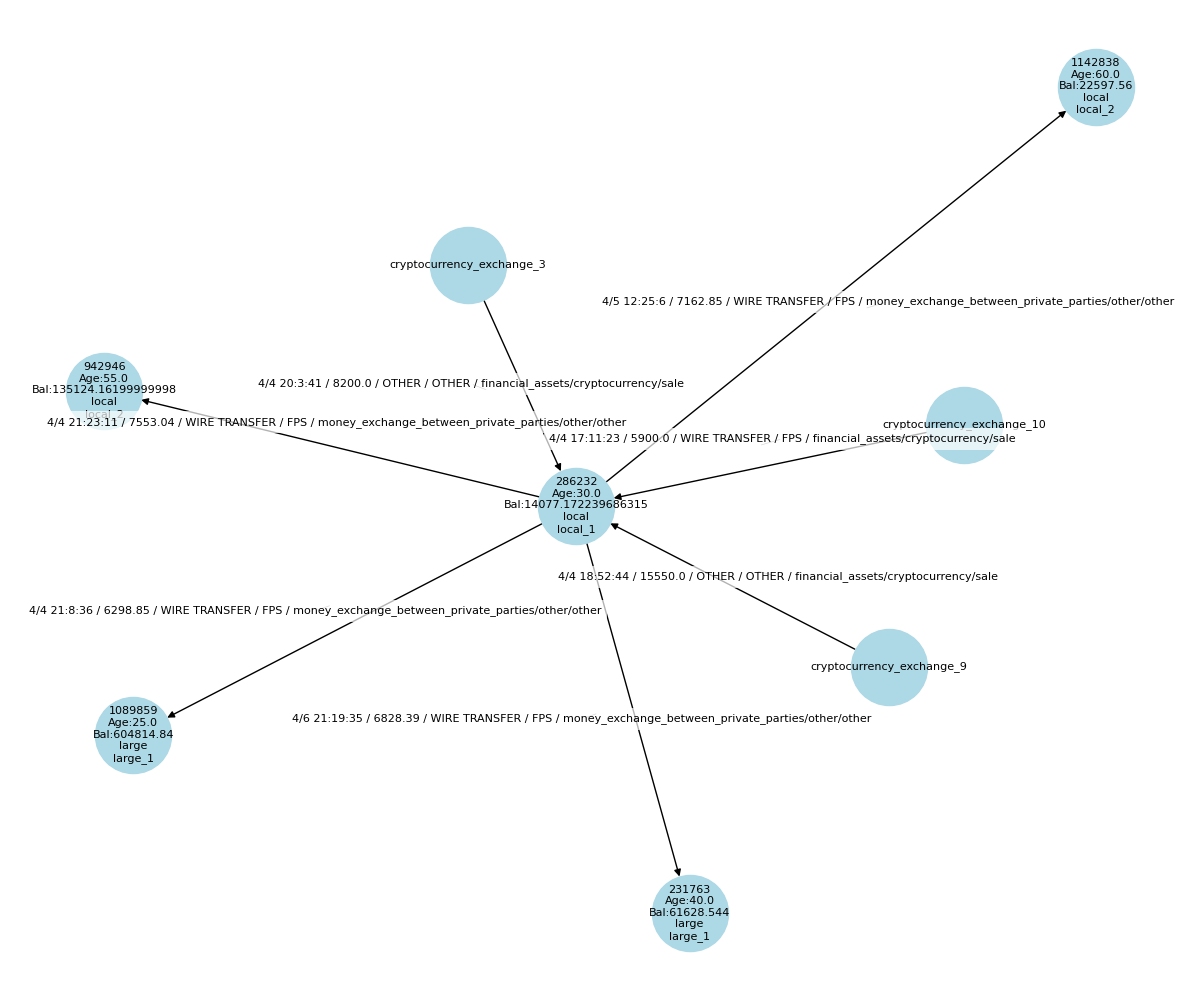 1142838
Age:60.0
Bal:22597.56
local
local_2
cryptocurrency_exchange_3
4/5 12:25:6 / 7162.85 / WIRE TRANSFER / FPS / money_exchange_between_private_parties/other/other
942946
Age:55.0
Bal:135124.16199999998
local
local_2
4/4 20:3:41 / 8200.0 / OTHER / OTHER / financial_assets/cryptocurrency/sale
4/4 21:23:11 / 7553.04 / WIRE TRANSFER / FPS / money_exchange_between_private_parties/other/other
cryptocurrency_exchange_10
4/4 17:11:23 / 5900.0 / WIRE TRANSFER / FPS / financial_assets/cryptocurrency/sale
286232
Age:30.0
Bal:14077.172239686315
local
local_1
4/4 18:52:44 / 15550.0 / OTHER / OTHER / financial_assets/cryptocurrency/sale
4/4 21:8:36 / 6298.85 / WIRE TRANSFER / FPS / money_exchange_between_private_parties/other/other
cryptocurrency_exchange_9
1089859
Age:25.0
Bal:604814.84
large
large_1
4/6 21:19:35 / 6828.39 / WIRE TRANSFER / FPS / money_exchange_between_private_parties/other/other
231763
Age:40.0
Bal:61628.544
large
large_1